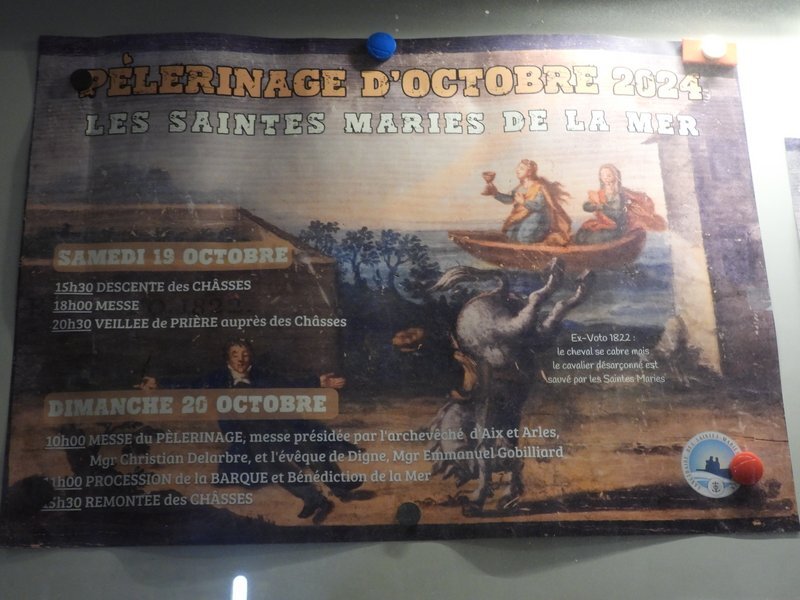 PÈLERINAGE D'OCTOBRE 2024
LES SAINTES MARIES DE LA MER
SAMEDI 19 OCTOBRE
15h30 DESCENTE des CHÂSSES
18h00 MESSE
20h30 VEILLEE de PRIÈRE auprès des Châsses
Ex-Voto 1822 :
le cheval se cabre mais
le cavalier désarçonné est
sauvé par les Saintes Maries
DIMANCHE 20 OCTOBRE
10h00 MESSE du PÈLERINAGE, messe présidée par l'archevêché d'Aix et Arles,
Mgr Christian Delarbre, et l'évêque de Digne, Mgr Emmanuel Gobilliard
11h00 PROCESSION de la BARQUE et Bénédiction de la Mer
15h30 REMONTÉE des CHÂSSES